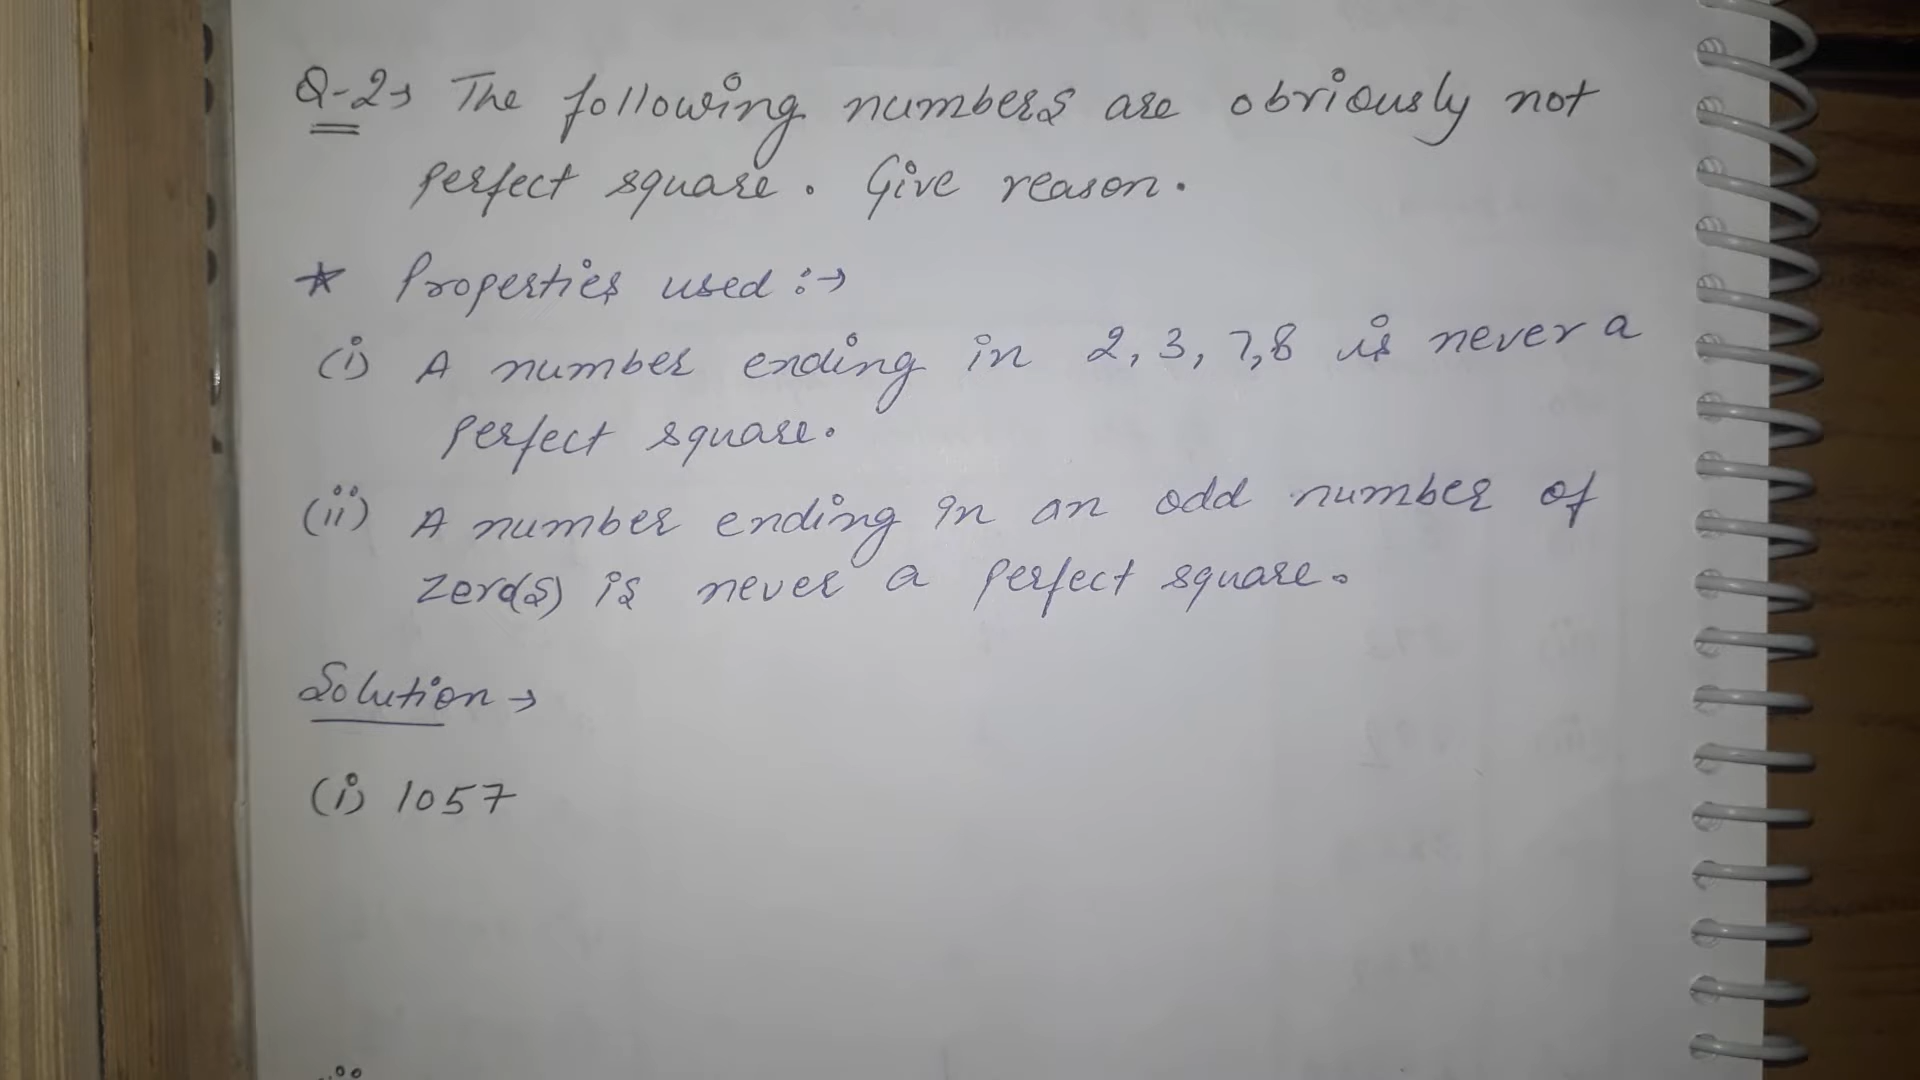 Q-2→ The following numbers are obviously not
perfect square. Give reason.
* Properties used :→
(i) A number ending in 2, 3, 7, 8 is never a
perfect square.
(ii) A number ending in an odd number of
zero(s) is never a perfect square.
Solution →
(i) 1057